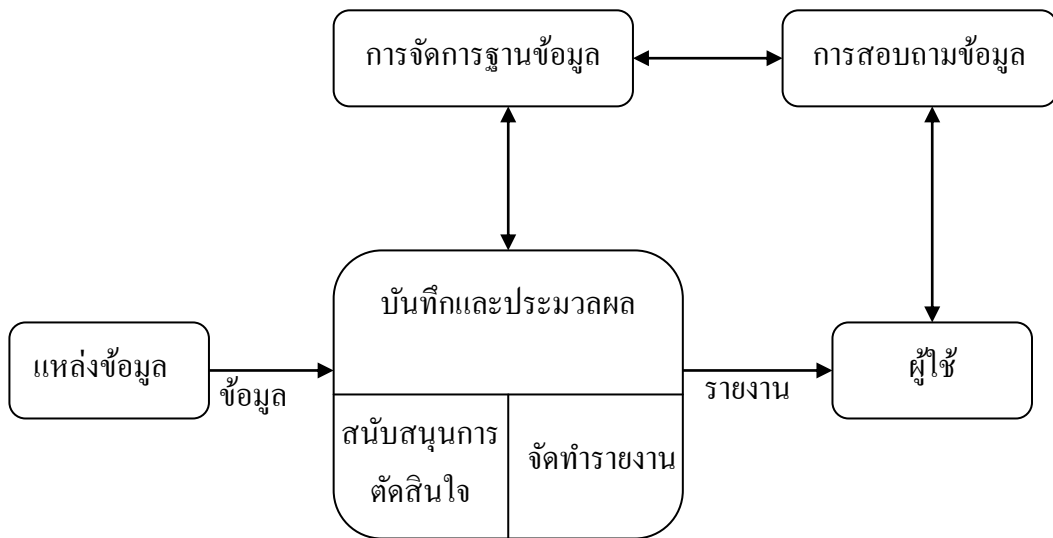 การจัดการฐานข้อมูล
การสอบถามข้อมูล
บันทึกและประมวลผล
แหล่งข้อมูล
ข้อมูล
รายงาน
ผู้ใช้
สนับสนุนการ
ตัดสินใจ
จัดทำรายงาน